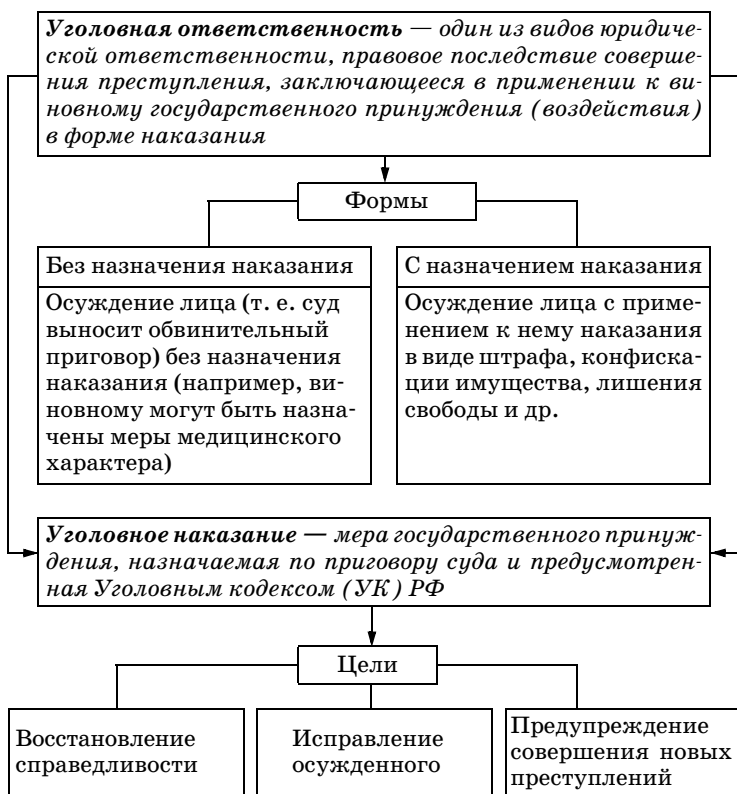 Уголовная ответственность — один из видов юридиче-
ской ответственности, правовое последствие соверше-
ния преступления, заключающееся в применении к ви-
новному государственного принуждения (воздействия)
в форме наказания
Формы
Без назначения наказания
Осуждение лица (т. е. суд
выносит обвинительный
приговор) без назначения
наказания (например, ви-
новному могут быть назна-
чены меры медицинского
характера)
С назначением наказания
Осуждение лица с приме-
нением к нему наказания
в виде штрафа, конфиска-
ции имущества, лишения
свободы и др.
Уголовное наказание — мера государственного принуж-
дения, назначаемая по приговору суда и предусмотрен-
ная Уголовным кодексом (УК) РФ
Цели
Восстановление
справедливости
Исправление
осужденного
Предупреждение
совершения новых
преступлений